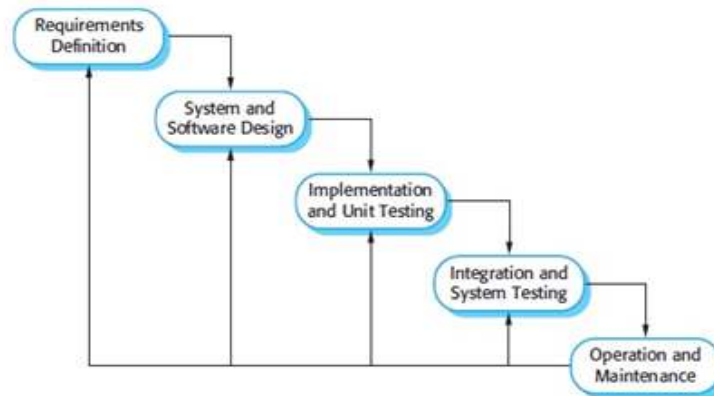 Requirements
Definition
System and
Software Design
Implementation
and Unit Testing
Integration and
System Testing
Operation and
Maintenance